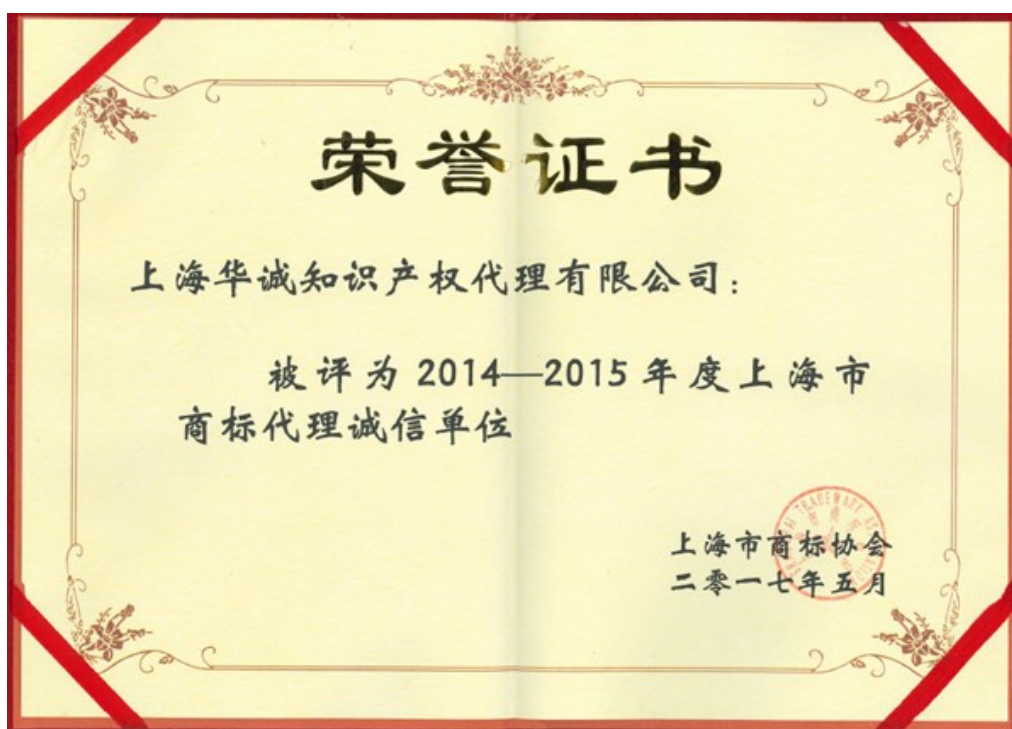 荣誉证书
上海华诚知识产权代理有限公司：
被评为2014—2015年度上海市
商标代理诚信单位
上海市商标协会
二零一七年五月